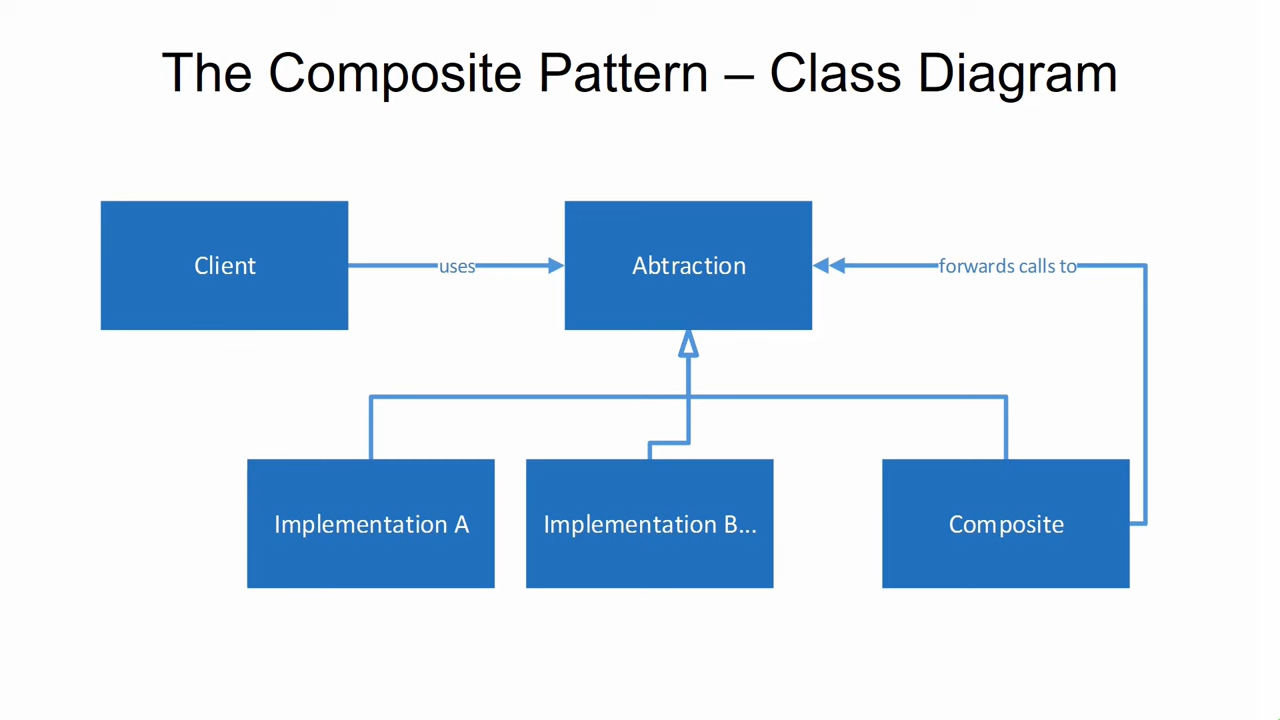 The Composite Pattern – Class Diagram
Client
uses
Abtraction
forwards calls to
Implementation A
Implementation B...
Composite